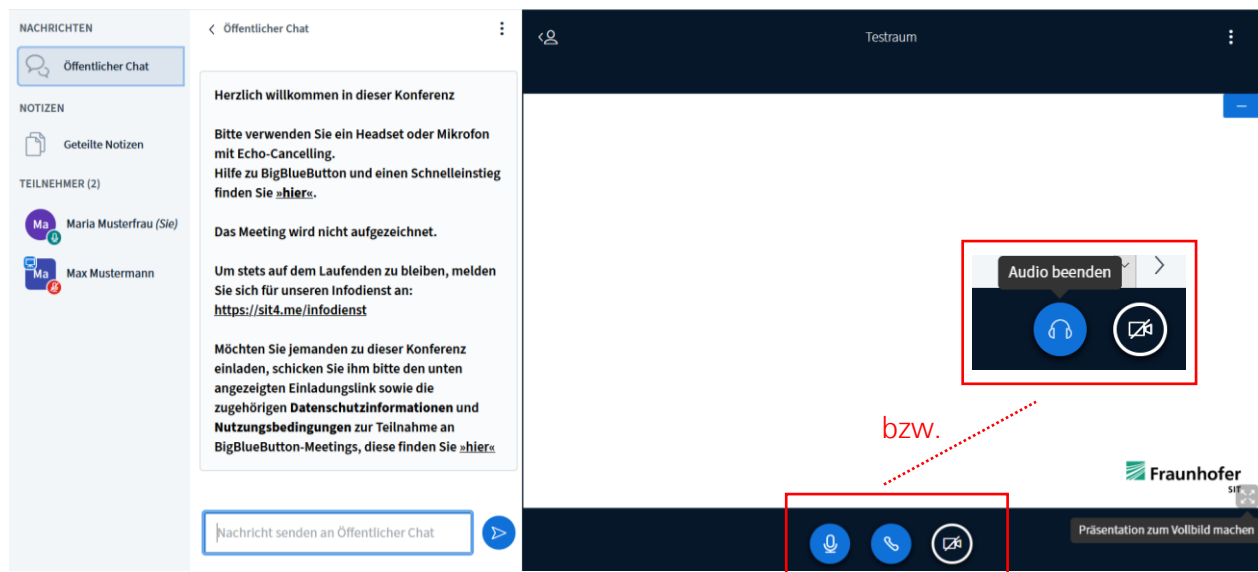 NACHRICHTEN
Öffentlicher Chat
NOTIZEN
Geteilte Notizen
TEILNEHMER (2)
Ma
Maria Musterfrau (Sie)
Ma
Max Mustermann
Öffentlicher Chat
Herzlich willkommen in dieser Konferenz
Bitte verwenden Sie ein Headset oder Mikrofon
mit Echo-Cancelling.
Hilfe zu BigBlueButton und einen Schnelleinstieg
finden Sie »hier«.
Das Meeting wird nicht aufgezeichnet.
Um stets auf dem Laufenden zu bleiben, melden
Sie sich für unseren Infodienst an:
https://sit4.me/infodienst
Möchten Sie jemanden zu dieser Konferenz
einladen, schicken Sie ihm bitte den unten
angezeigten Einladungslink sowie die
zugehörigen Datenschutzinformationen und
Nutzungsbedingungen zur Teilnahme an
BigBlueButton-Meetings, diese finden Sie »hier«
Nachricht senden an Öffentlicher Chat
Testraum
Audio beenden
bzw.
Fraunhofer
SIT
Präsentation zum Vollbild machen